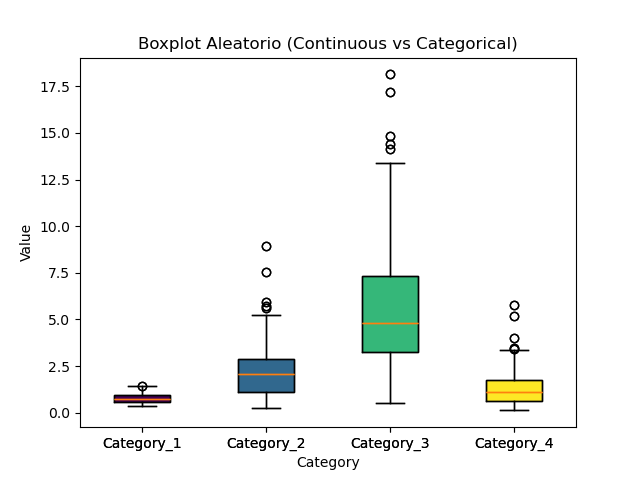 Boxplot Aleatorio (Continuous vs Categorical)
17.5
15.0
12.5
10.0
7.5
5.0
2.5
0.0
Value
Category_1 Category_2 Category_3 Category_4
Category